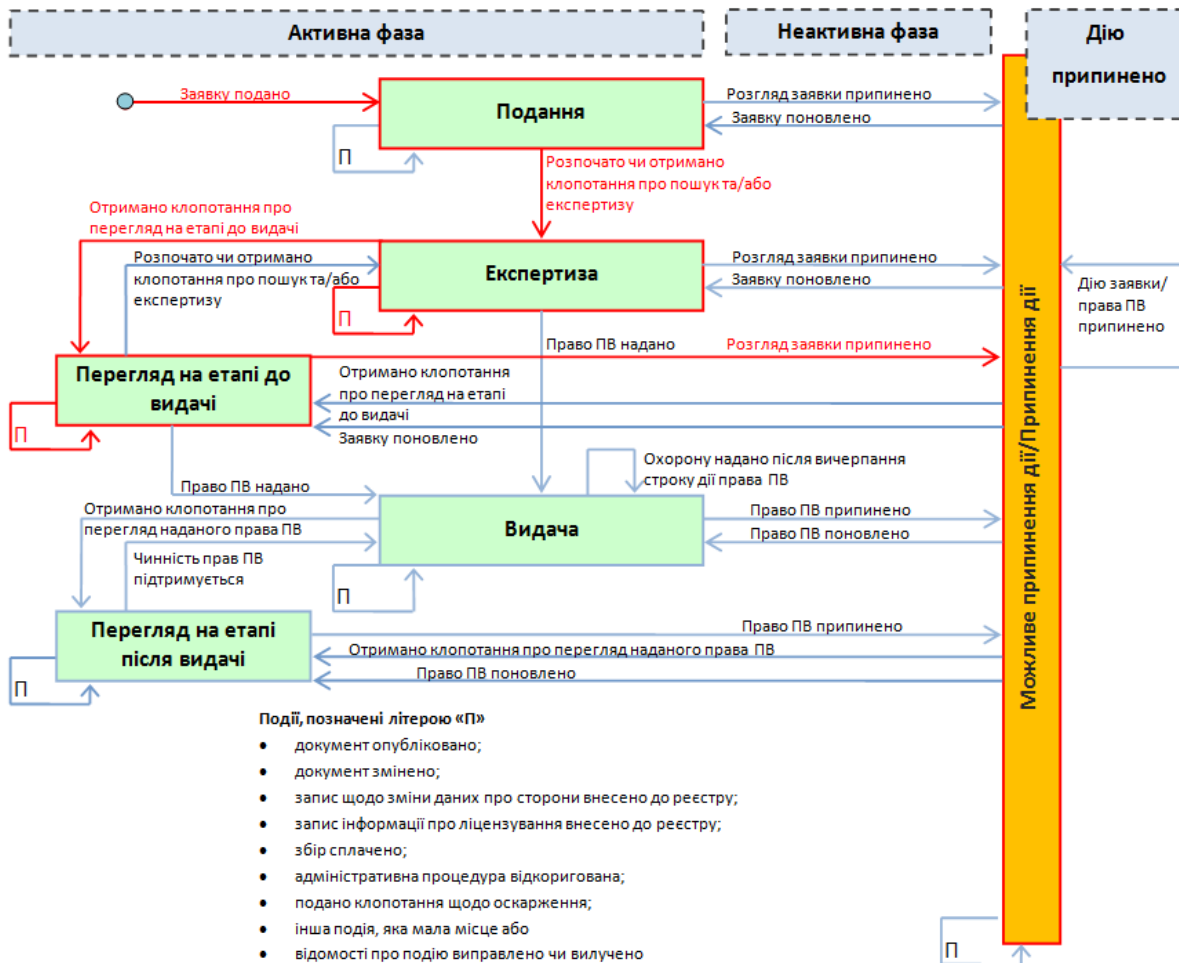 Активна фаза
Неактивна фаза
Дію
припинено
Заявку подано
Подання
Розгляд заявки припинено
Заявку поновлено
П
Розпочато чи отримано
клопотання про пошук та/або
експертизу
Отримано клопотання про
перегляд на етапі до видачі
Розпочато чи отримано
клопотання про пошук та/або
експертизу
Експертиза
Розгляд заявки припинено
Заявку поновлено
П
Дію заявки/
права ПВ
припинено
Право ПВ надано
Розгляд заявки припинено
Перегляд на етапі до
видачі
Отримано клопотання
про перегляд на етапі
до видачі
Заявку поновлено
П
Можливе припинення дії/Припинення дії
Право ПВ надано
Охорону надано після вичерпання
строку дії права ПВ
Отримано клопотання про
перегляд наданого права ПВ
Видача
Право ПВ припинено
Право ПВ поновлено
Чинність прав ПВ
підтримується
П
Перегляд на етапі
після видачі
Право ПВ припинено
Отримано клопотання про перегляд наданого права ПВ
Право ПВ поновлено
П
Події, позначені літерою «П»
• документ опубліковано;
• документ змінено;
• запис щодо зміни даних про сторони внесено до реєстру;
• запис інформації про ліцензування внесено до реєстру;
• збір сплачено;
• адміністративна процедура відкоригована;
• подано клопотання щодо оскарження;
• інша подія, яка мала місце або
• відомості про подію виправлено чи вилучено
П